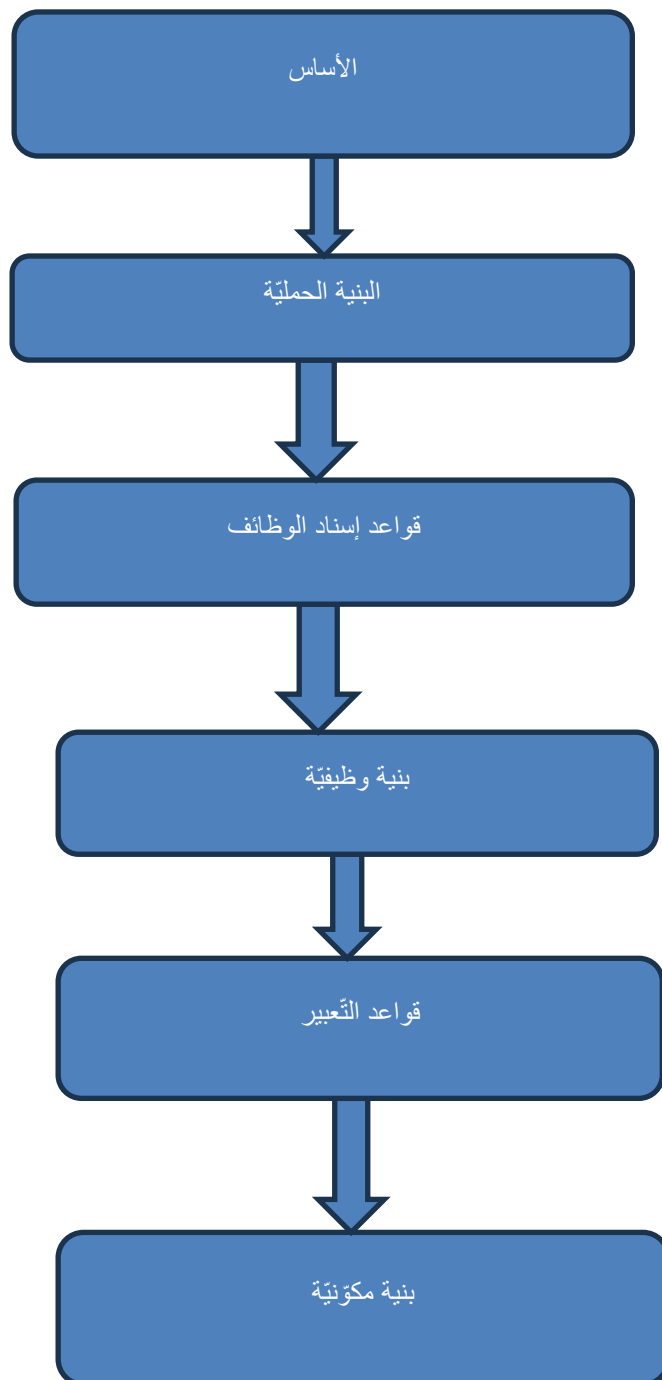 الأساس
البنية الحمليّة
قواعد إسناد الوظائف
بنية وظيفيّة
قواعد التّعبير
بنية مكوّنيّة